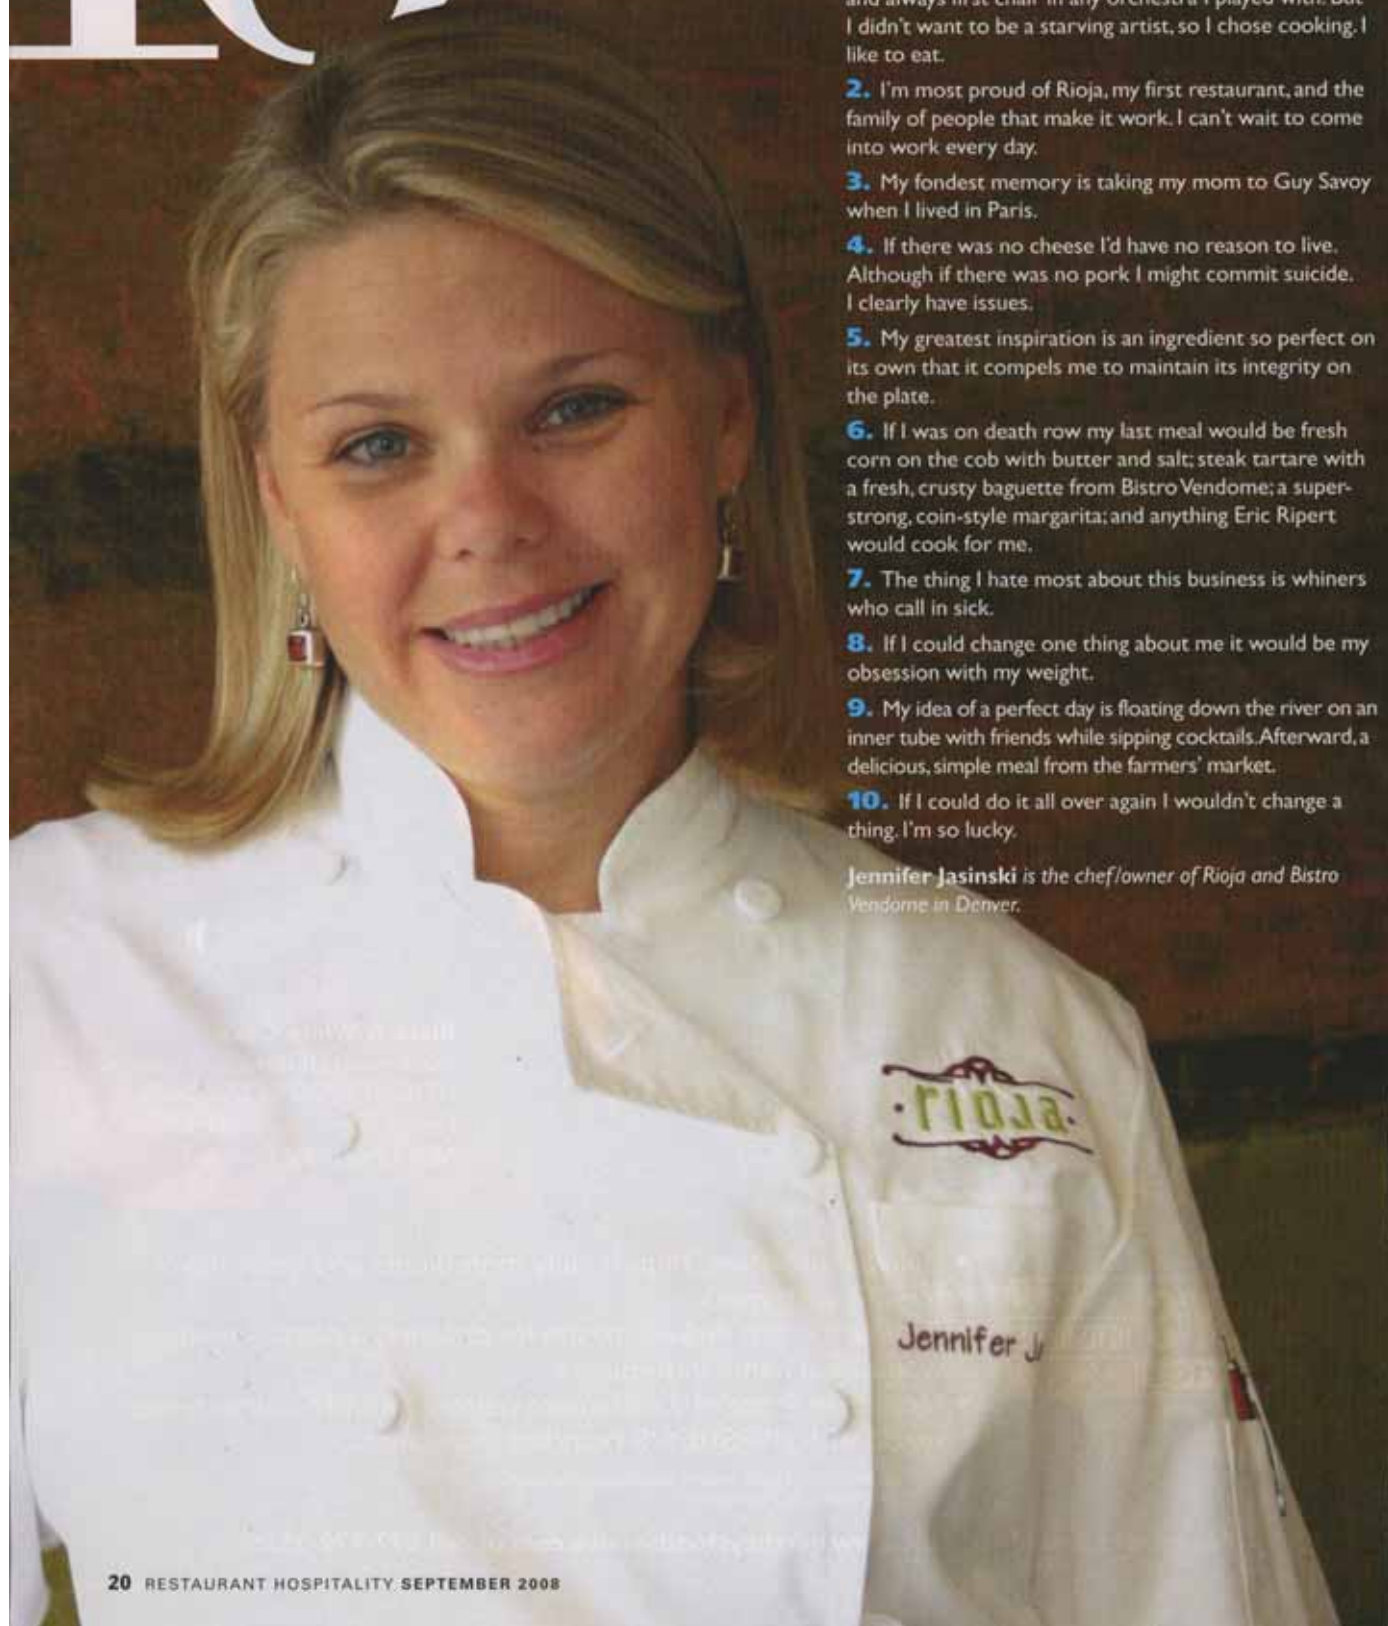 I didn't want to be a starving artist, so I chose cooking. I
like to eat.
2. I'm most proud of Rioja, my first restaurant, and the
family of people that make it work. I can't wait to come
into work every day.
3. My fondest memory is taking my mom to Guy Savoy
when I lived in Paris.
4. If there was no cheese I'd have no reason to live.
Although if there was no pork I might commit suicide.
I clearly have issues.
5. My greatest inspiration is an ingredient so perfect on
its own that it compels me to maintain its integrity on
the plate.
6. If I was on death row my last meal would be fresh
corn on the cob with butter and salt; steak tartare with
a fresh, crusty baguette from Bistro Vendome; a super-
strong, coin-style margarita; and anything Eric Ripert
would cook for me.
7. The thing I hate most about this business is whiners
who call in sick.
8. If I could change one thing about me it would be my
obsession with my weight.
9. My idea of a perfect day is floating down the river on an
inner tube with friends while sipping cocktails. Afterward, a
delicious, simple meal from the farmers' market.
10. If I could do it all over again I wouldn't change a
thing. I'm so lucky.
Jennifer Jasinski is the chef/owner of Rioja and Bistro
Vendome in Denver.
·rioja·
Jennifer J
20 RESTAURANT HOSPITALITY SEPTEMBER 2008